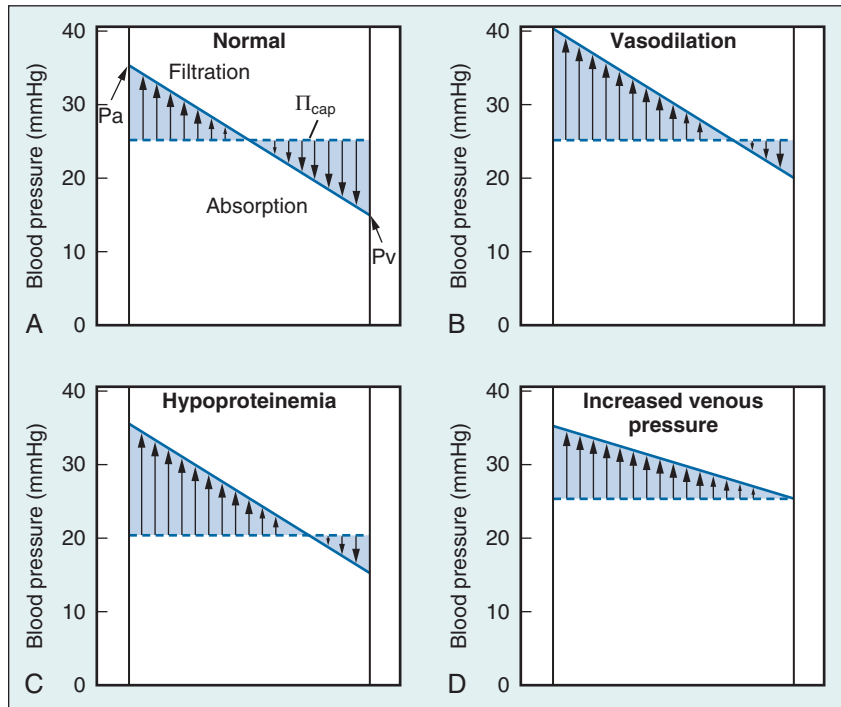 Normal
Blood pressure (mmHg)
40
30
20
10
0
Pa
Filtration
Πcap
Absorption
Pv
A
Vasodilation
Blood pressure (mmHg)
40
30
20
10
0
B
Hypoproteinemia
Blood pressure (mmHg)
40
30
20
10
0
C
Increased venous
pressure
Blood pressure (mmHg)
40
30
20
10
0
D